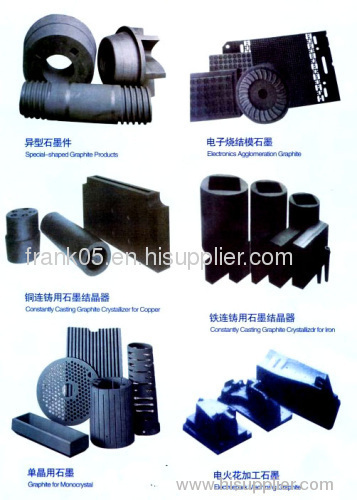 异型石墨件
Special-shaped Graphite Products
电子烧结模石墨
Electronics Agglomeration Graphite
frank05.en.hisupplier.com
铜连铸用石墨结晶器
Constantly Casting Graphite Crystallizer for Copper
铁连铸用石墨结晶器
Constantly Casting Graphite Crystallizdr for Iron
单晶用石墨
Graphite for Monocrystal
电火花加工石墨
www.hisupplier.com